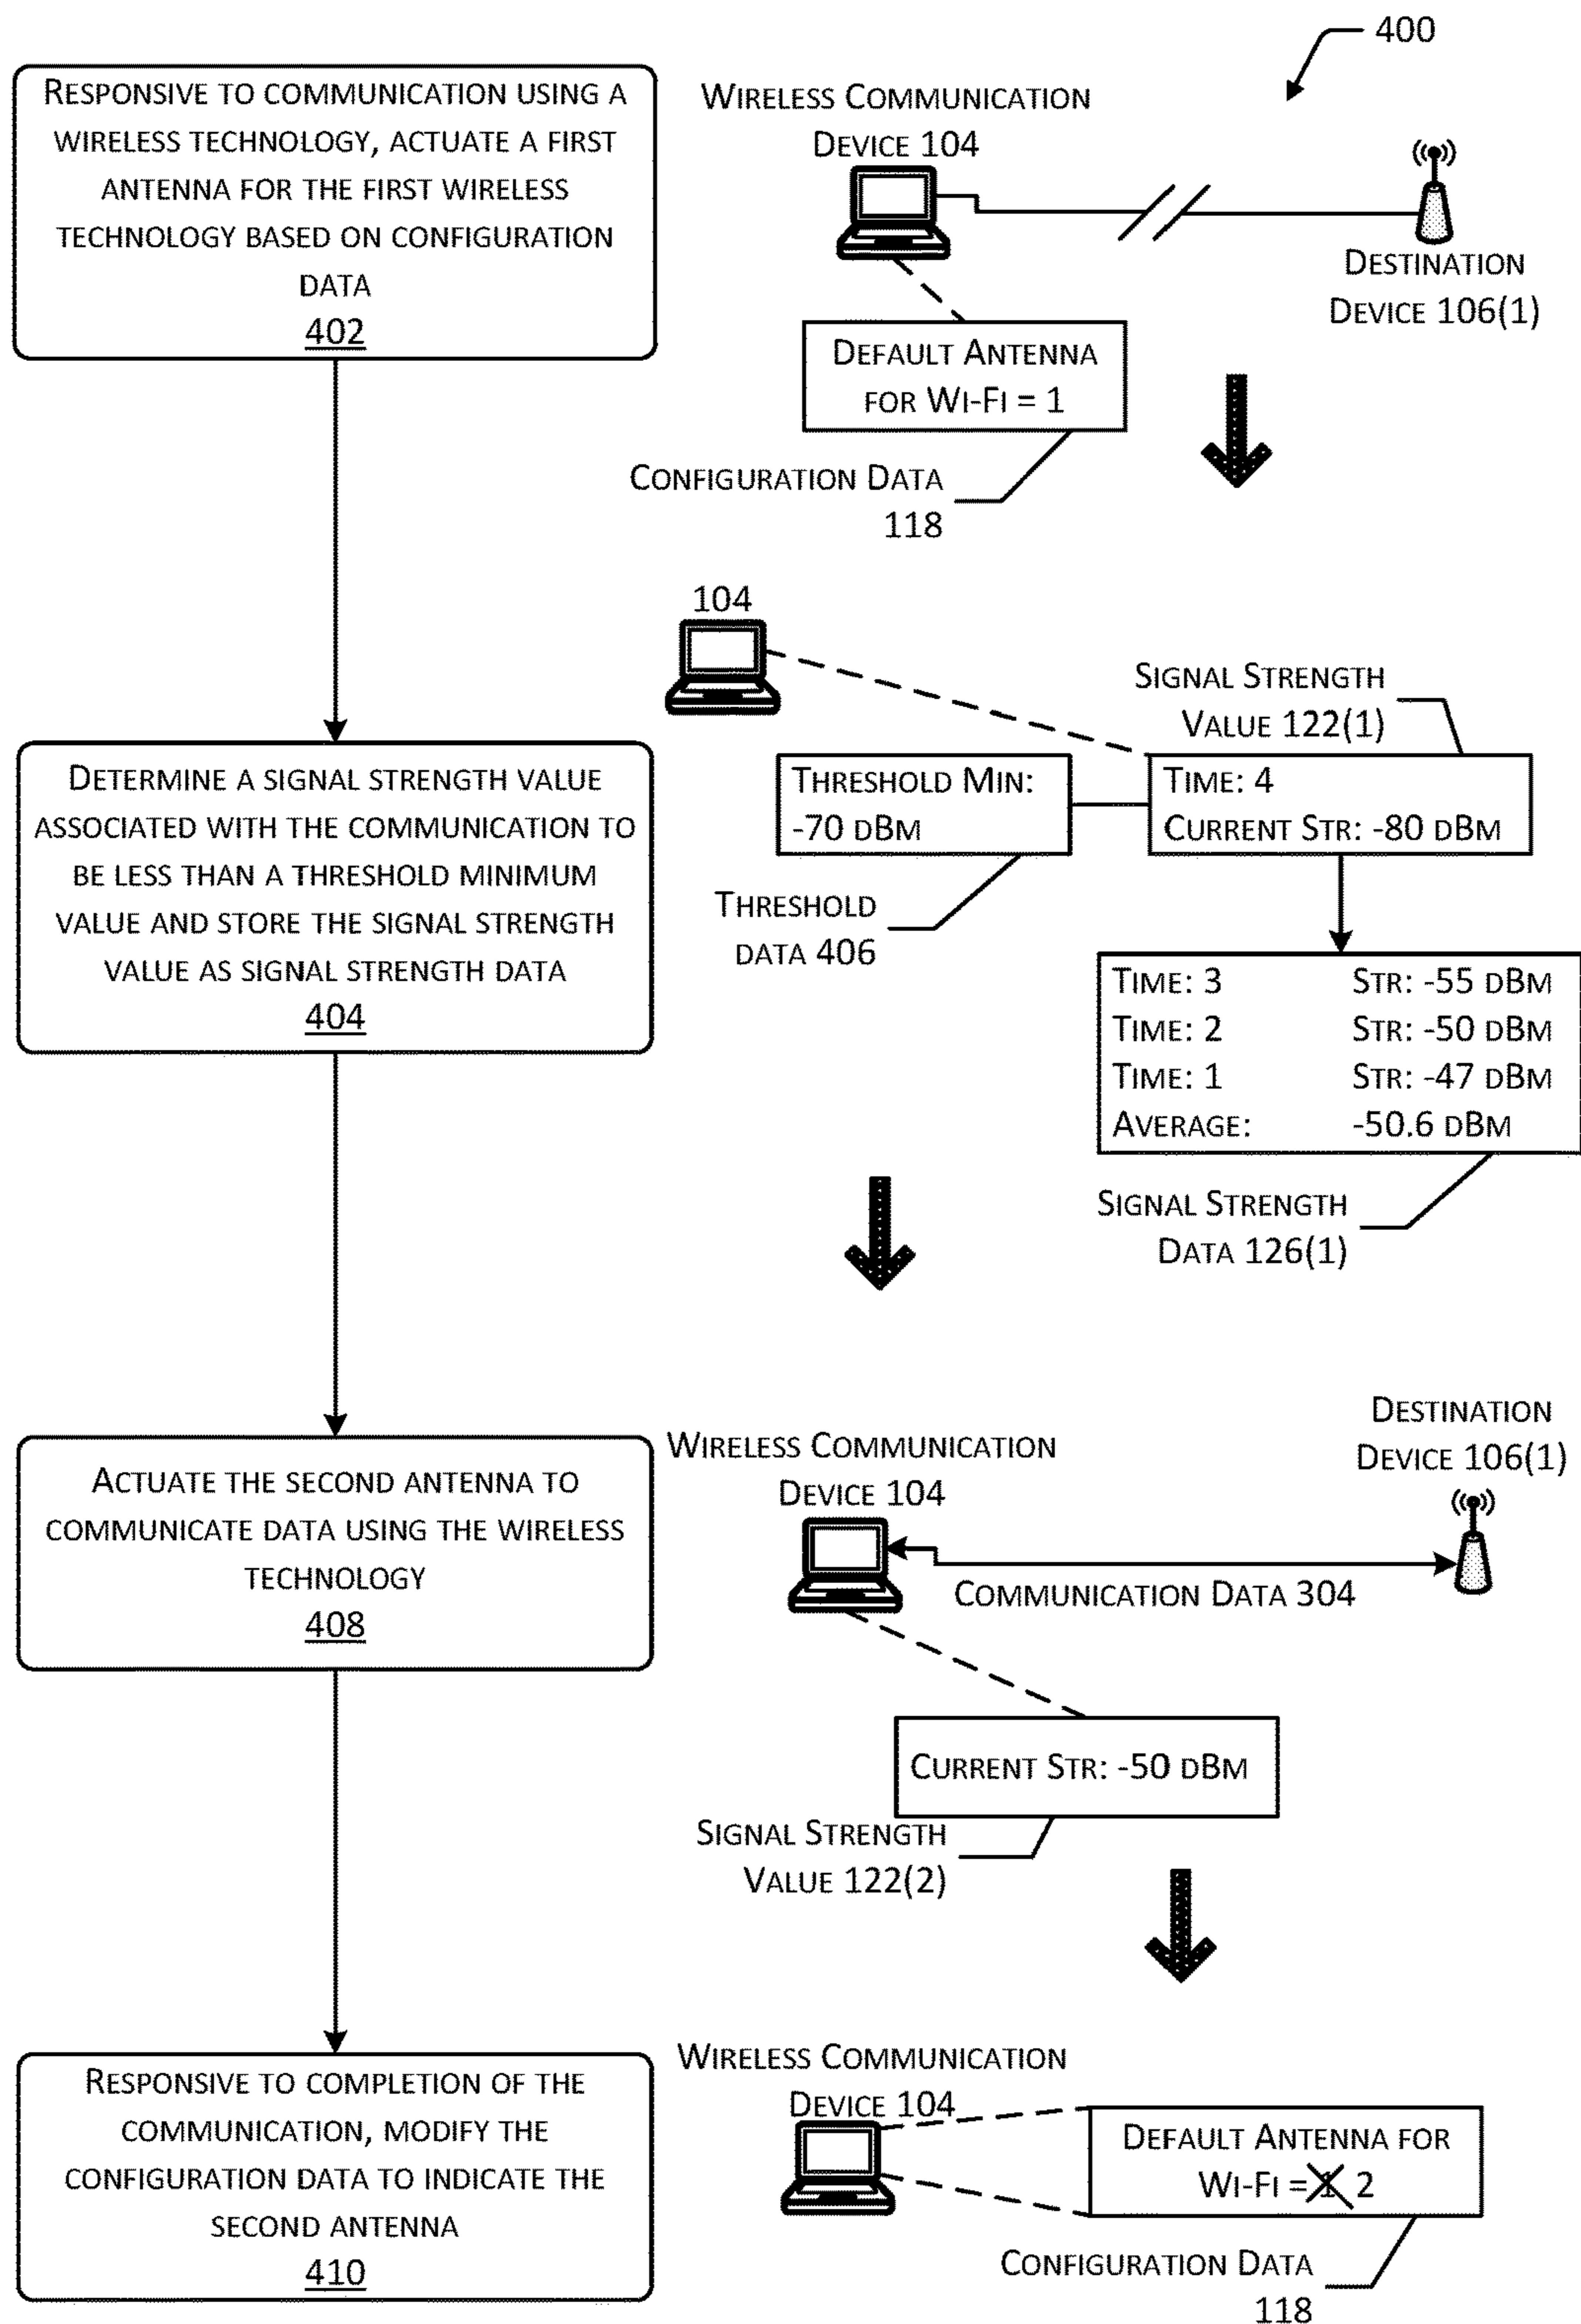 400
RESPONSIVE TO COMMUNICATION USING A
WIRELESS TECHNOLOGY, ACTUATE A FIRST
ANTENNA FOR THE FIRST WIRELESS
TECHNOLOGY BASED ON CONFIGURATION
DATA
402
WIRELESS COMMUNICATION
DEVICE 104
DESTINATION
DEVICE 106(1)
DEFAULT ANTENNA
FOR WI-FI = 1
CONFIGURATION DATA
118
104
SIGNAL STRENGTH
VALUE 122(1)
DETERMINE A SIGNAL STRENGTH VALUE
ASSOCIATED WITH THE COMMUNICATION TO
BE LESS THAN A THRESHOLD MINIMUM
VALUE AND STORE THE SIGNAL STRENGTH
VALUE AS SIGNAL STRENGTH DATA
404
THRESHOLD MIN:
-70 DBM
TIME: 4
CURRENT STR: -80 DBM
THRESHOLD
DATA 406
TIME: 3 STR: -55 DBM
TIME: 2 STR: -50 DBM
TIME: 1 STR: -47 DBM
AVERAGE: -50.6 DBM
SIGNAL STRENGTH
DATA 126(1)
ACTUATE THE SECOND ANTENNA TO
COMMUNICATE DATA USING THE WIRELESS
TECHNOLOGY
408
WIRELESS COMMUNICATION
DEVICE 104
DESTINATION
DEVICE 106(1)
COMMUNICATION DATA 304
CURRENT STR: -50 DBM
SIGNAL STRENGTH
VALUE 122(2)
RESPONSIVE TO COMPLETION OF THE
COMMUNICATION, MODIFY THE
CONFIGURATION DATA TO INDICATE THE
SECOND ANTENNA
410
WIRELESS COMMUNICATION
DEVICE 104
DEFAULT ANTENNA FOR
WI-FI = 1 2
CONFIGURATION DATA
118